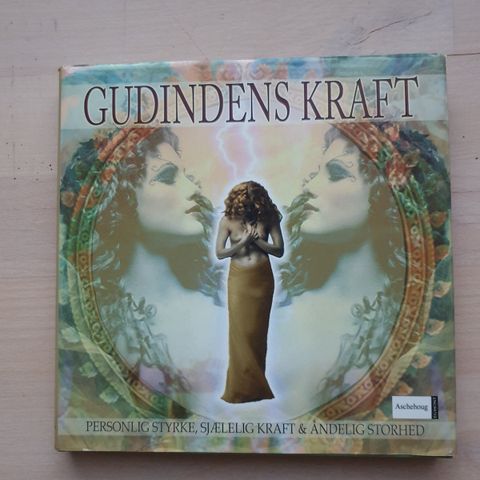 GUDINDENS KRAFT
Aschehoug
PERSONLIG STYRKE, SJÆLELIG KRAFT & ÅNDELIG STORHED